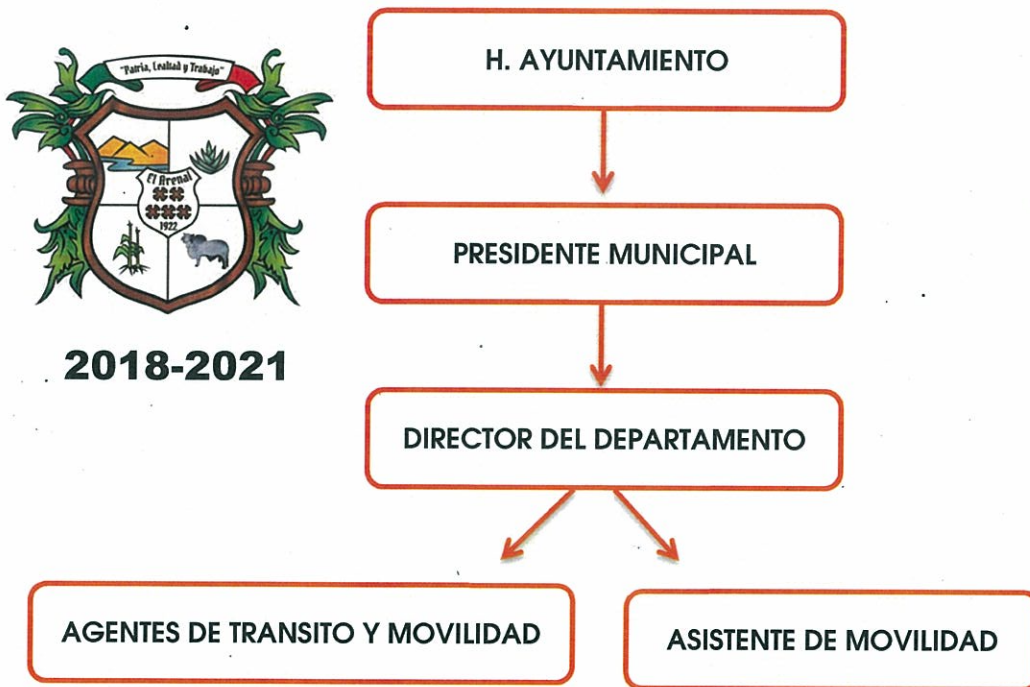 "Patria, Lealtad y Trabajo"
El Arenal
1922
2018-2021
H. AYUNTAMIENTO
PRESIDENTE MUNICIPAL
DIRECTOR DEL DEPARTAMENTO
AGENTES DE TRANSITO Y MOVILIDAD
ASISTENTE DE MOVILIDAD